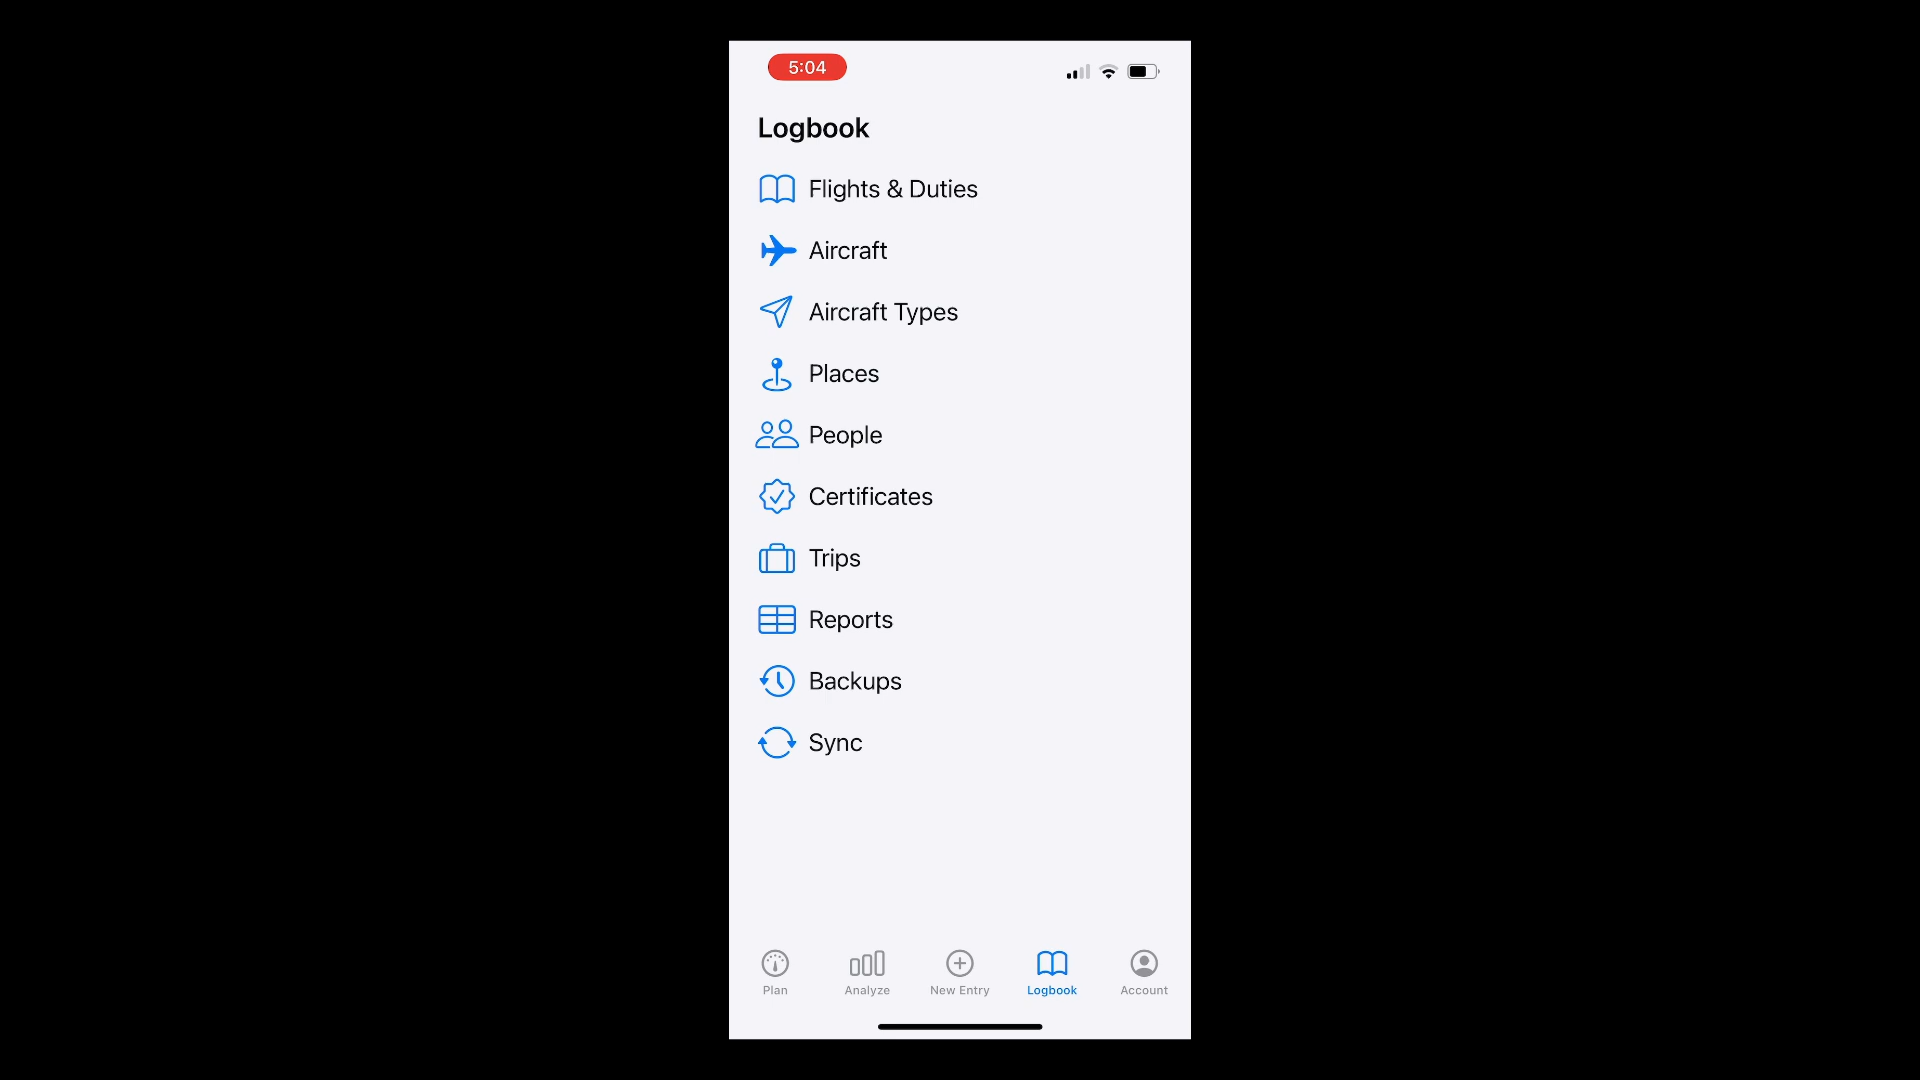 5:04
Logbook
Flights & Duties
Aircraft
Aircraft Types
Places
People
Certificates
Trips
Reports
Backups
Sync
Plan
Analyze
New Entry
Logbook
Account